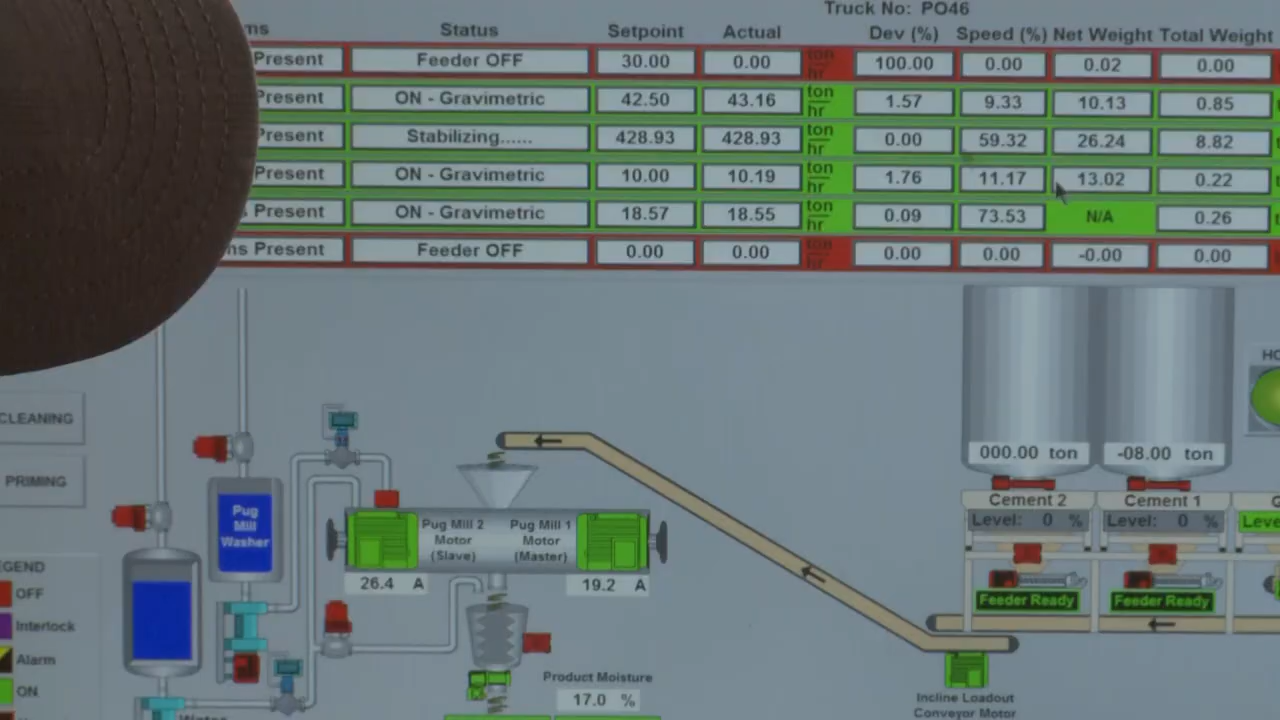 Truck No: PO46
Status Setpoint Actual Dev (%) Speed (%) Net Weight Total Weight
Present Feeder OFF 30.00 0.00 ton hr 100.00 0.00 0.02 0.00
Present ON - Gravimetric 42.50 43.16 ton hr 1.57 9.33 10.13 0.85
Present Stabilizing...... 428.93 428.93 ton hr 0.00 59.32 26.24 8.82
Present ON - Gravimetric 10.00 10.19 ton hr 1.76 11.17 13.02 0.22
Present ON - Gravimetric 18.57 18.55 ton hr 0.09 73.53 N/A 0.26
Present Feeder OFF 0.00 0.00 ton hr 0.00 0.00 -0.00 0.00
000.00 ton -08.00 ton
CLEANING
PRIMING
Cement 2 Cement 1
Level: 0 % Level: 0 % Level:
Pug
Mill
Washer
Pug Mill 2
Motor
(Slave)
Pug Mill 1
Motor
(Master)
26.4 A 19.2 A
Feeder Ready Feeder Ready
OFF
Interlock
Alarm
ON
Product Moisture
17.0 %
Incline Loadout
Conveyor Motor
Water